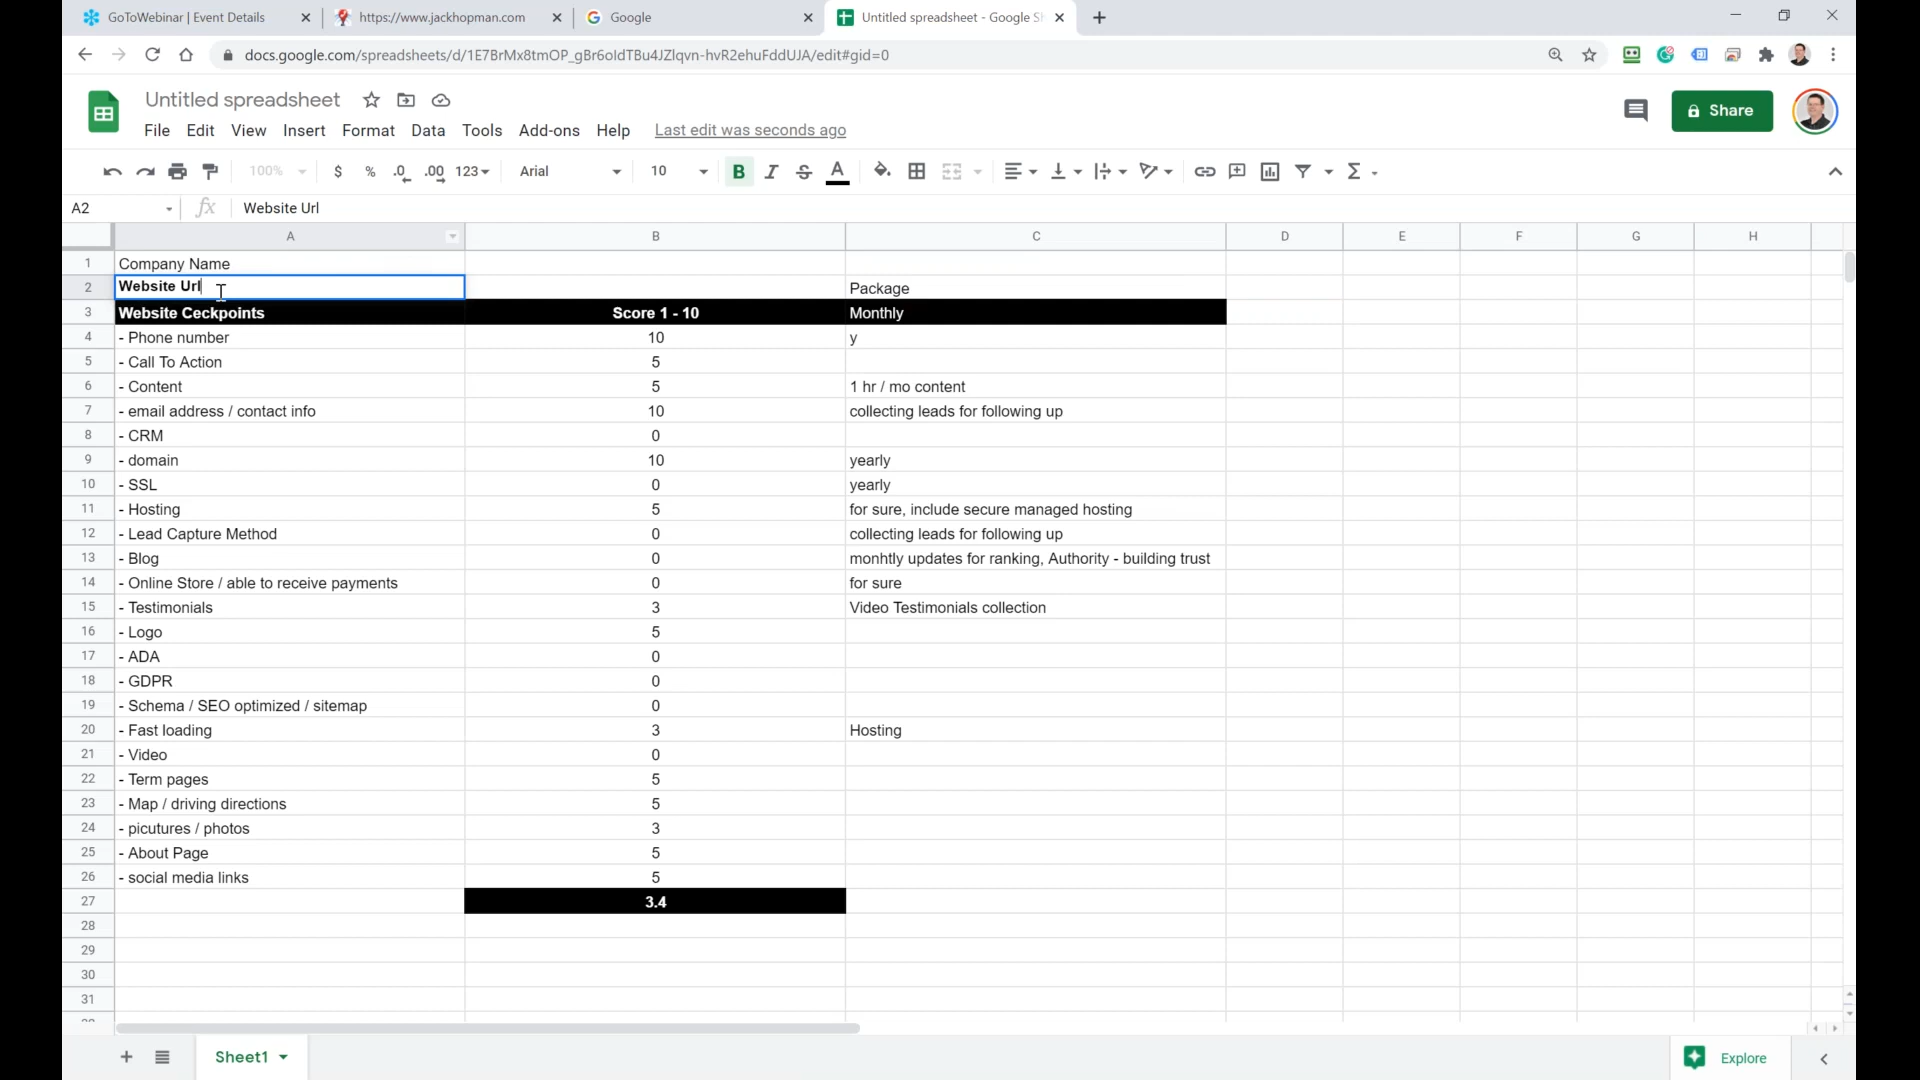 GoToWebinar | Event Details
https://www.jackhopman.com
Google
Untitled spreadsheet - Google Sh
docs.google.com/spreadsheets/d/1E7BrMx8tmOP_gBr6oIdTBu4JZlqvn-hvR2ehuFddUJA/edit#gid=0
Untitled spreadsheet
File Edit View Insert Format Data Tools Add-ons Help Last edit was seconds ago
Share
100% $ % .0 .00 123 Arial 10 B I S A
A2 fx Website Url
A B C D E F G H
1 Company Name
2 Website Url Package
3 Website Ceckpoints Score 1 - 10 Monthly
4 - Phone number 10 y
5 - Call To Action 5
6 - Content 5 1 hr / mo content
7 - email address / contact info 10 collecting leads for following up
8 - CRM 0
9 - domain 10 yearly
10 - SSL 0 yearly
11 - Hosting 5 for sure, include secure managed hosting
12 - Lead Capture Method 0 collecting leads for following up
13 - Blog 0 monhtly updates for ranking, Authority - building trust
14 - Online Store / able to receive payments 0 for sure
15 - Testimonials 3 Video Testimonials collection
16 - Logo 5
17 - ADA 0
18 - GDPR 0
19 - Schema / SEO optimized / sitemap 0
20 - Fast loading 3 Hosting
21 - Video 0
22 - Term pages 5
23 - Map / driving directions 5
24 - picutures / photos 3
25 - About Page 5
26 - social media links 5
27 3.4
28
29
30
31
Sheet1
Explore